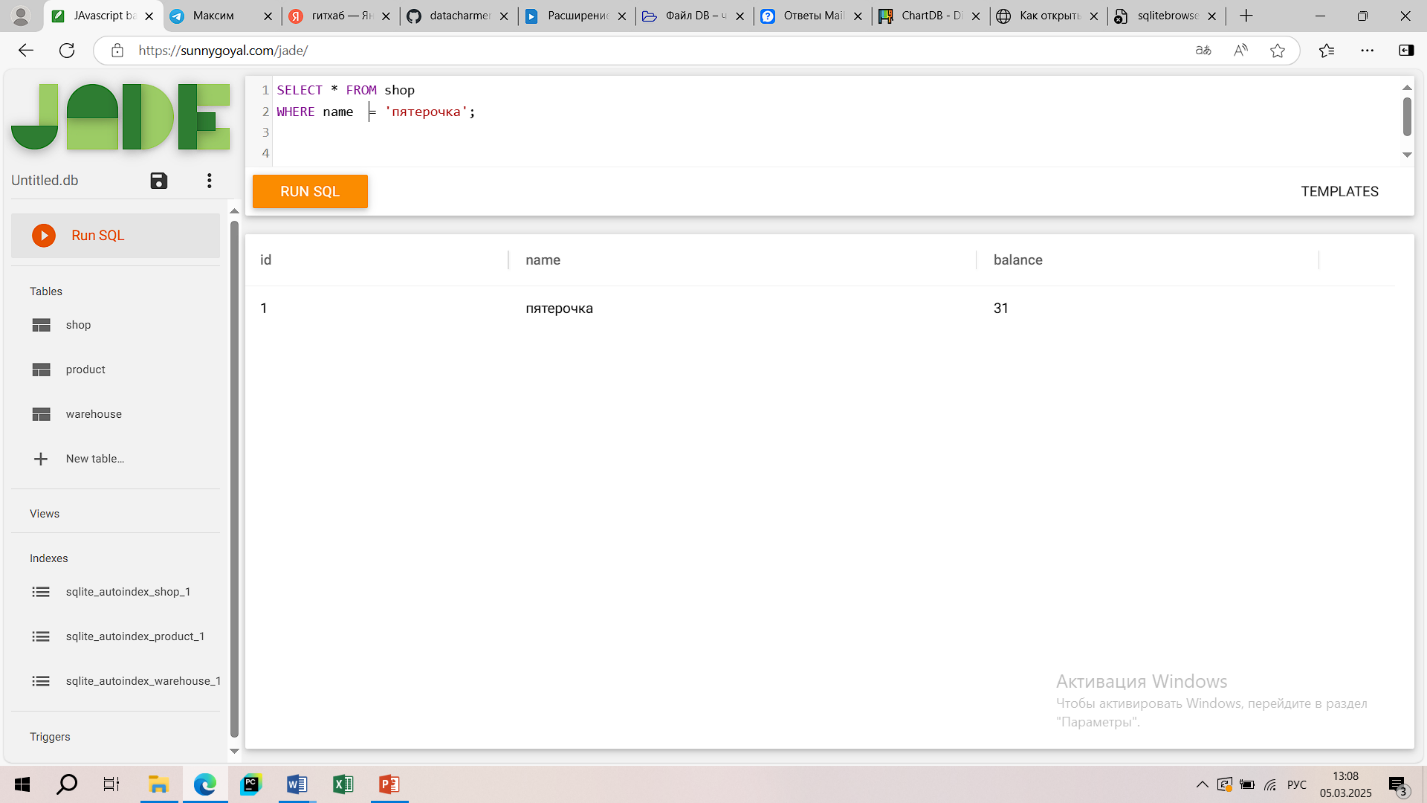 JAvascript ba
Максим
гитхаб — Ян
datacharmer
Расширение
Файл DB – ч
Ответы Mail
ChartDB - D
Как открыть
sqlitebrowse
https://sunnygoyal.com/jade/
JADE
Untitled.db
Run SQL
Tables
shop
product
warehouse
New table...
Views
Indexes
sqlite_autoindex_shop_1
sqlite_autoindex_product_1
sqlite_autoindex_warehouse_1
Triggers
1 SELECT * FROM shop
2 WHERE name  = 'пятерочка';
3
4
RUN SQL
TEMPLATES
id name balance
1 пятерочка 31
Активация Windows
Чтобы активировать Windows, перейдите в раздел
"Параметры".
РУС
13:08
05.03.2025
3